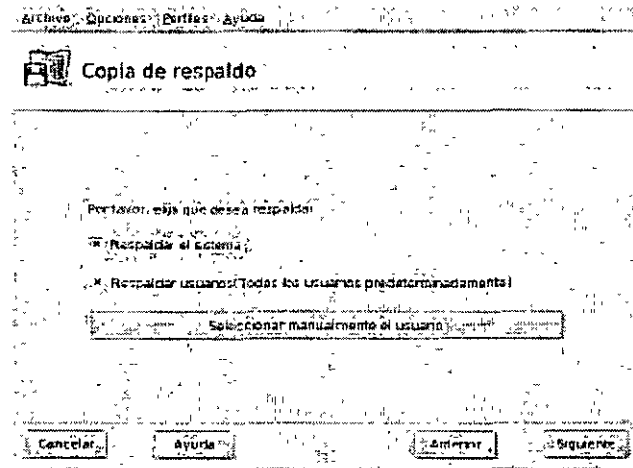 Archivo Opciones Perfiles Ayuda
Copia de respaldo
Por favor, elija que desea respaldar
Respaldar el sistema
Respaldar usuarios(Todos los usuarios predeterminadamente)
Seleccionar manualmente el usuario
Cancelar Ayuda Anterior Siguiente